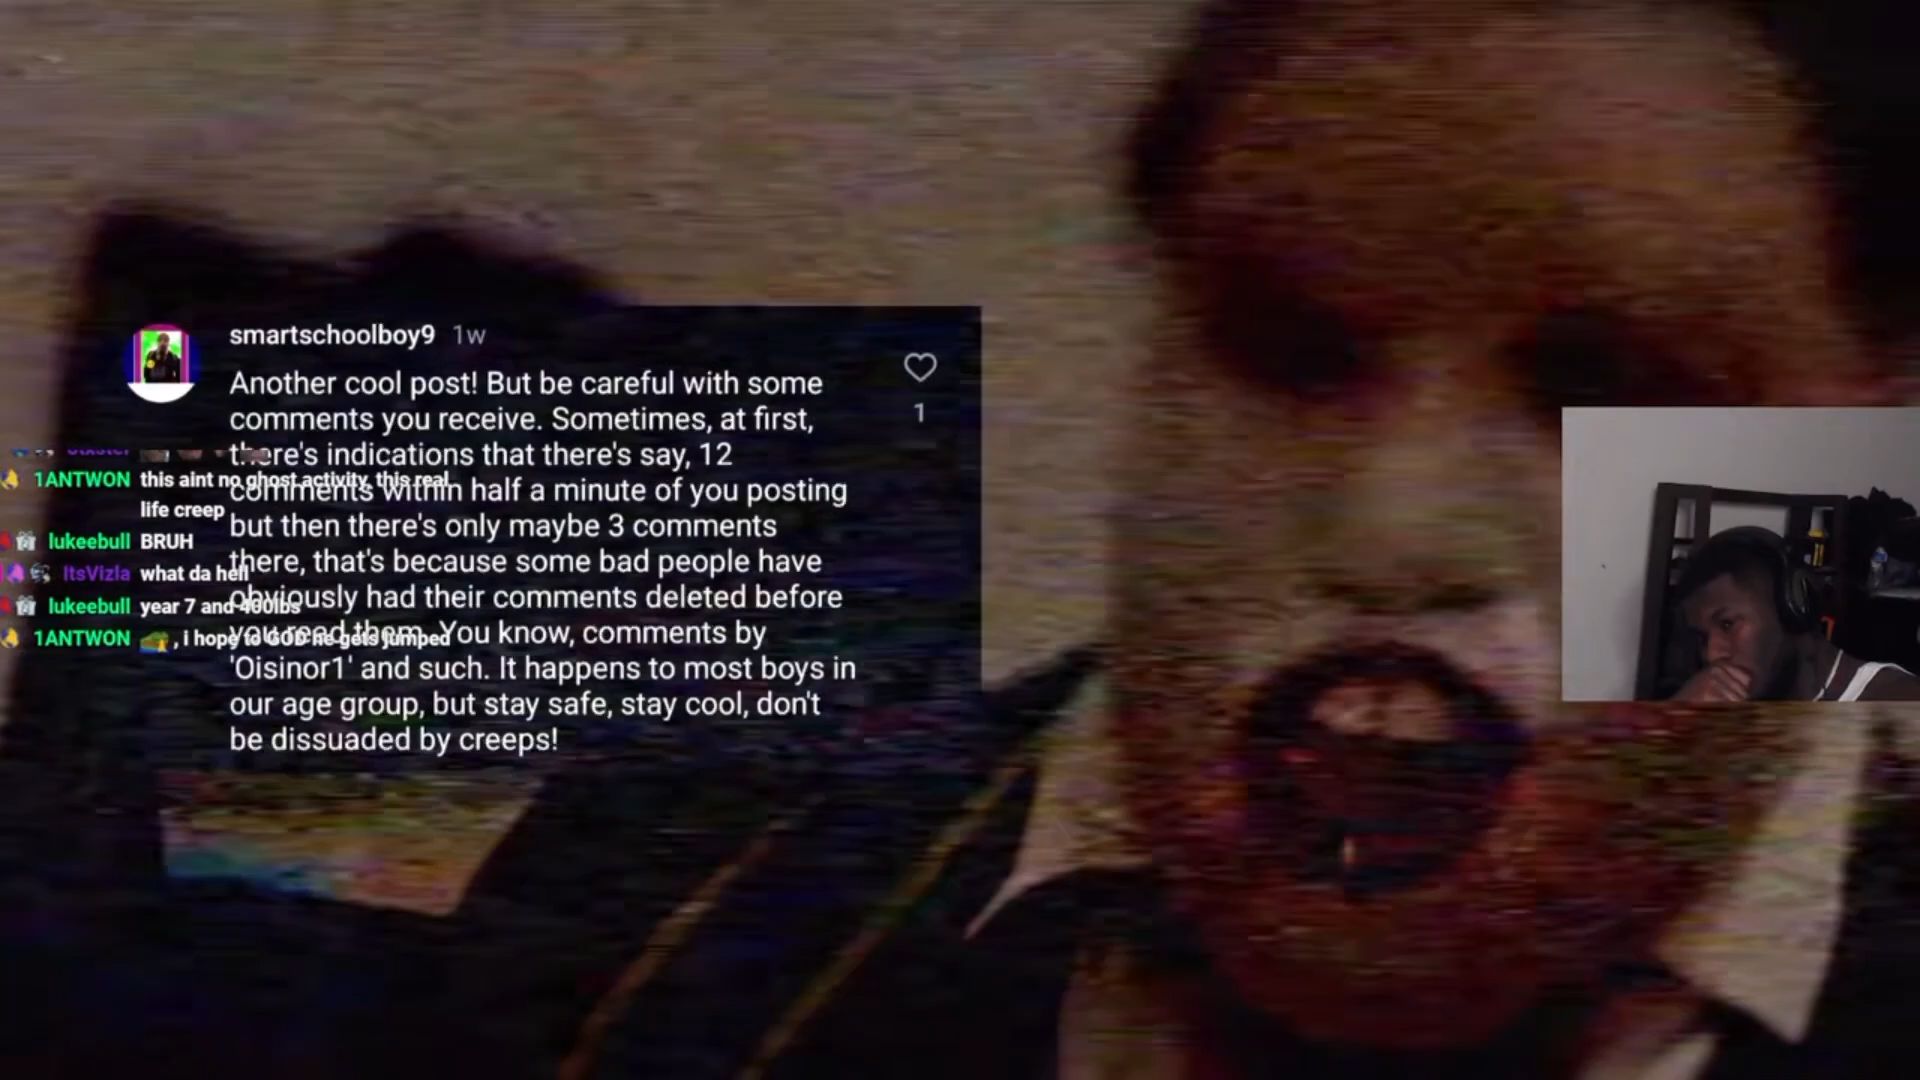 smartschoolboy9 1w
Another cool post! But be careful with some
comments you receive. Sometimes, at first,
there's indications that there's say, 12
comments within half a minute of you posting
but then there's only maybe 3 comments
there, that's because some bad people have
obviously had their comments deleted before
you read them. You know, comments by
'Oisinor1' and such. It happens to most boys in
our age group, but stay safe, stay cool, don't
be dissuaded by creeps!
1
1ANTWON this aint no ghost activity, this real
life creep
lukeebull BRUH
ItsVizla what da hell
lukeebull year 7 and 400lbs
1ANTWON , i hope to GOD he gets jumped